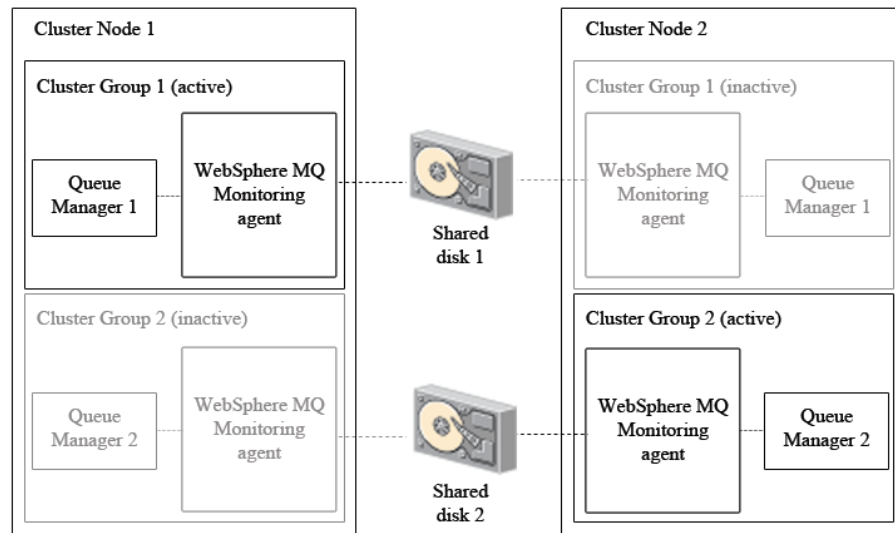 Cluster Node 1
Cluster Group 1 (active)
Queue
Manager 1
WebSphere MQ
Monitoring
agent
Cluster Group 2 (inactive)
Queue
Manager 2
WebSphere MQ
Monitoring
agent
Shared
disk 1
Shared
disk 2
Cluster Node 2
Cluster Group 1 (inactive)
WebSphere MQ
Monitoring
agent
Queue
Manager 1
Cluster Group 2 (active)
WebSphere MQ
Monitoring
agent
Queue
Manager 2